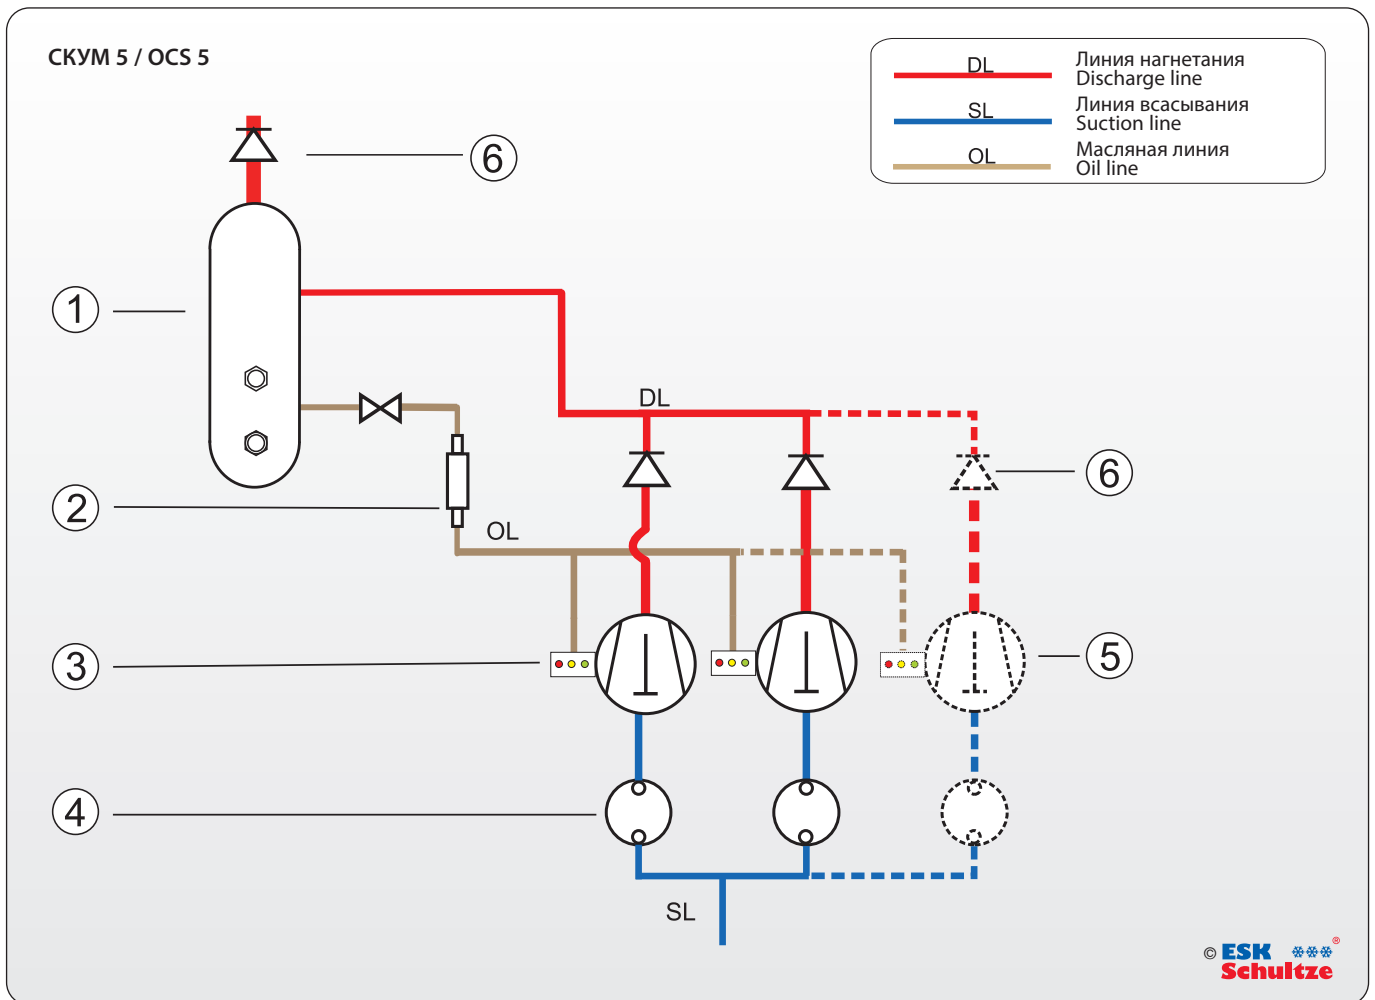 СКУМ 5 / OCS 5
DL
Линия нагнетания
Discharge line
SL
Линия всасывания
Suction line
OL
Масляная линия
Oil line
6
1
DL
6
2
OL
3
5
4
SL
© ESK ®
Schultze